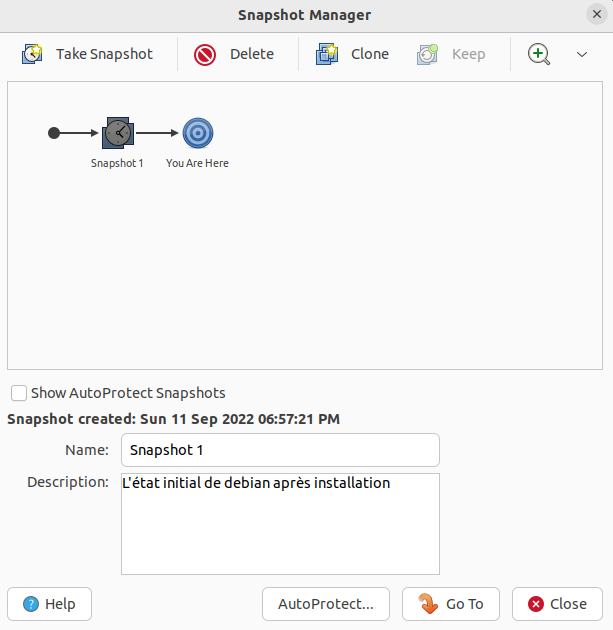 Snapshot Manager
Take Snapshot Delete Clone Keep
Snapshot 1 You Are Here
Show AutoProtect Snapshots
Snapshot created: Sun 11 Sep 2022 06:57:21 PM
Name: Snapshot 1
Description: L'état initial de debian après installation
Help AutoProtect... Go To Close